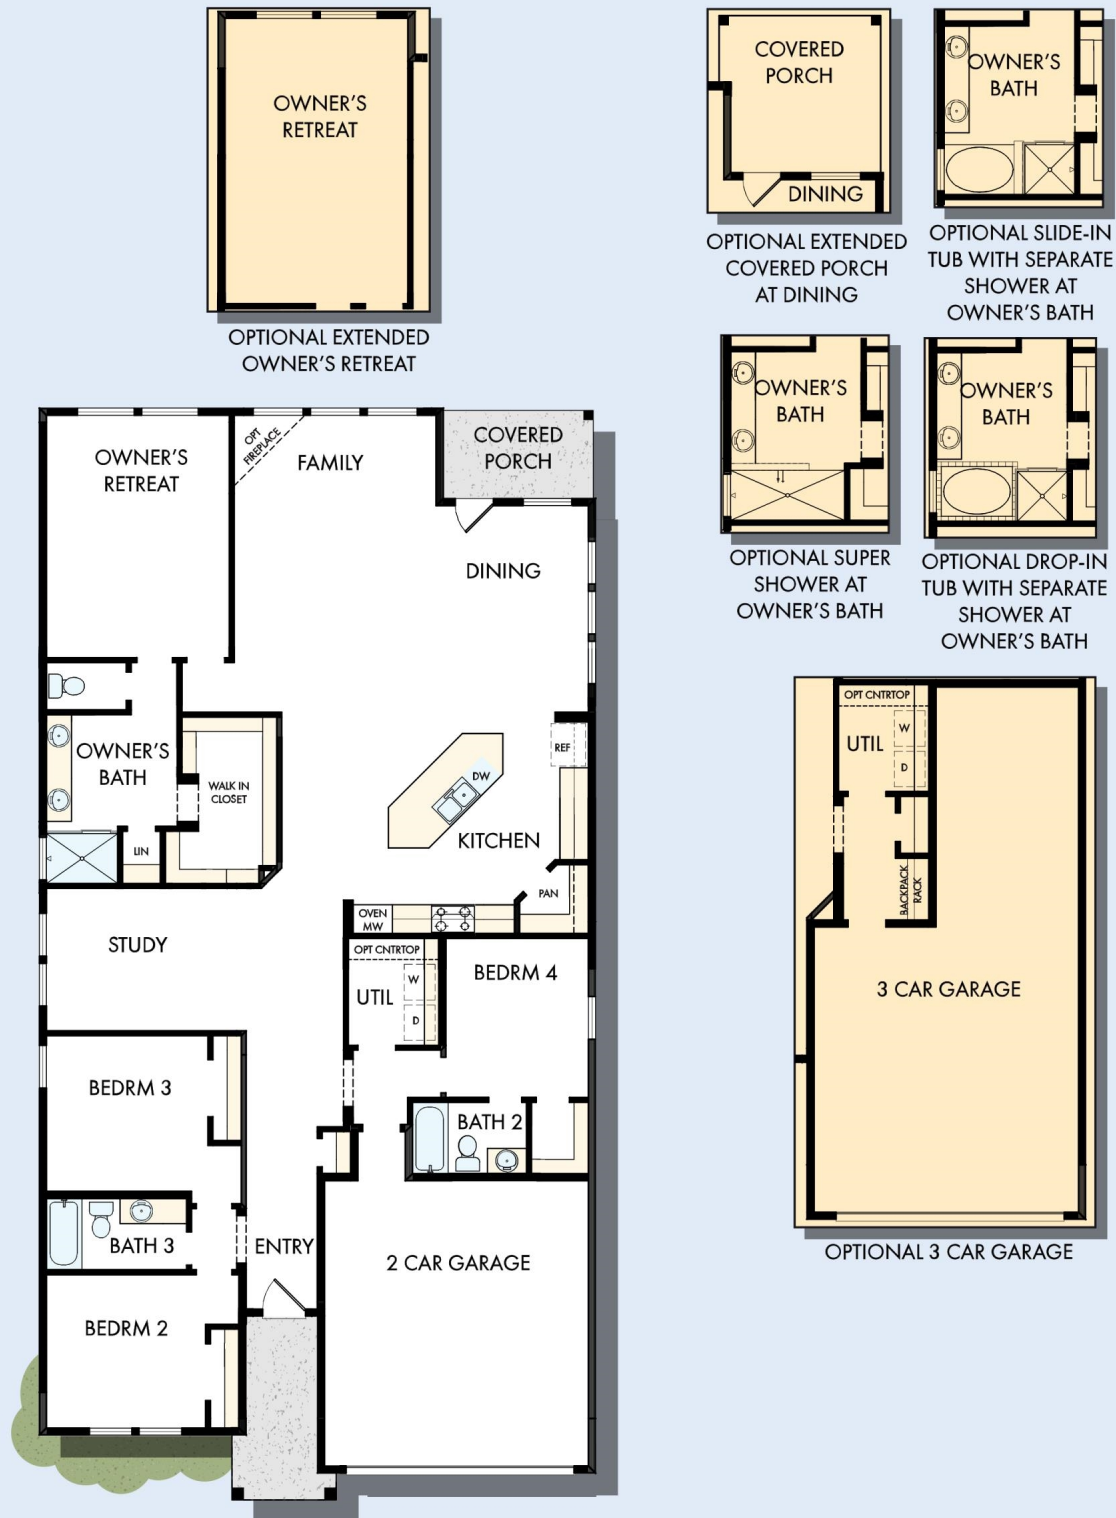 OWNER'S
RETREAT
OPTIONAL EXTENDED
OWNER'S RETREAT
COVERED
PORCH
DINING
OPTIONAL EXTENDED
COVERED PORCH
AT DINING
OWNER'S
BATH
OPTIONAL SLIDE-IN
TUB WITH SEPARATE
SHOWER AT
OWNER'S BATH
OWNER'S
BATH
OPTIONAL SUPER
SHOWER AT
OWNER'S BATH
OWNER'S
BATH
OPTIONAL DROP-IN
TUB WITH SEPARATE
SHOWER AT
OWNER'S BATH
OWNER'S
RETREAT
OPT
FIREPLACE
FAMILY
COVERED
PORCH
DINING
OWNER'S
BATH
WALK IN
CLOSET
LIN
REF
DW
KITCHEN
PAN
OVEN
MW
STUDY
OPT CNTRTOP
W
UTIL
D
BEDRM 4
BEDRM 3
BATH 2
BATH 3
ENTRY
2 CAR GARAGE
BEDRM 2
OPT CNTRTOP
W
UTIL
D
BACKPACK
RACK
3 CAR GARAGE
OPTIONAL 3 CAR GARAGE